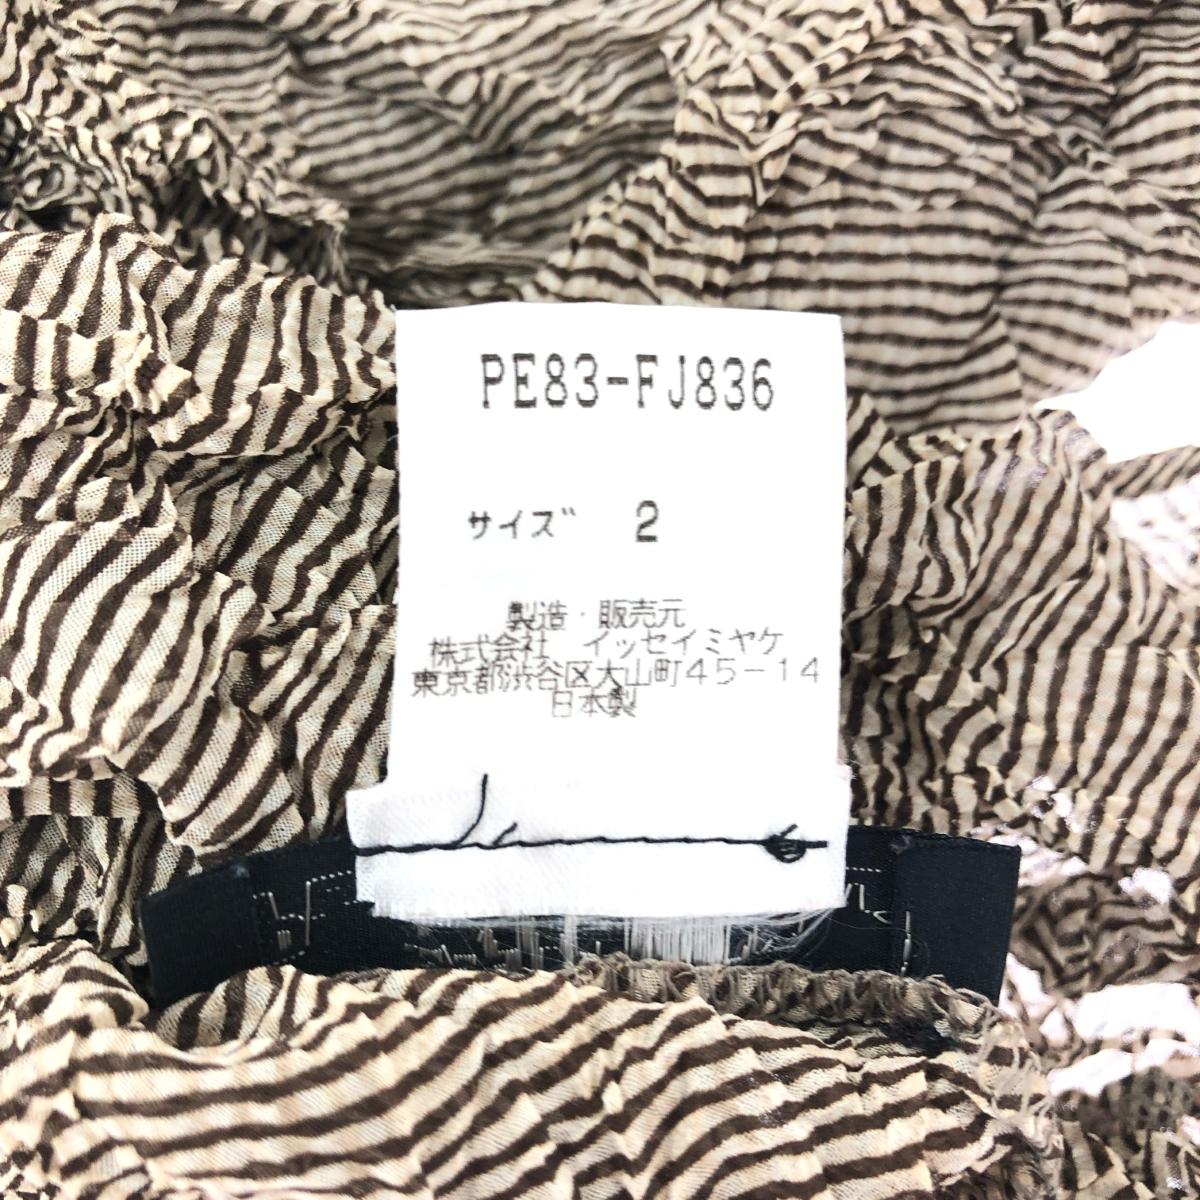 PE83-FJ836
サイズ 2
製造・販売元
株式会社 イッセイミヤケ
東京都渋谷区大山町45-14
日本製